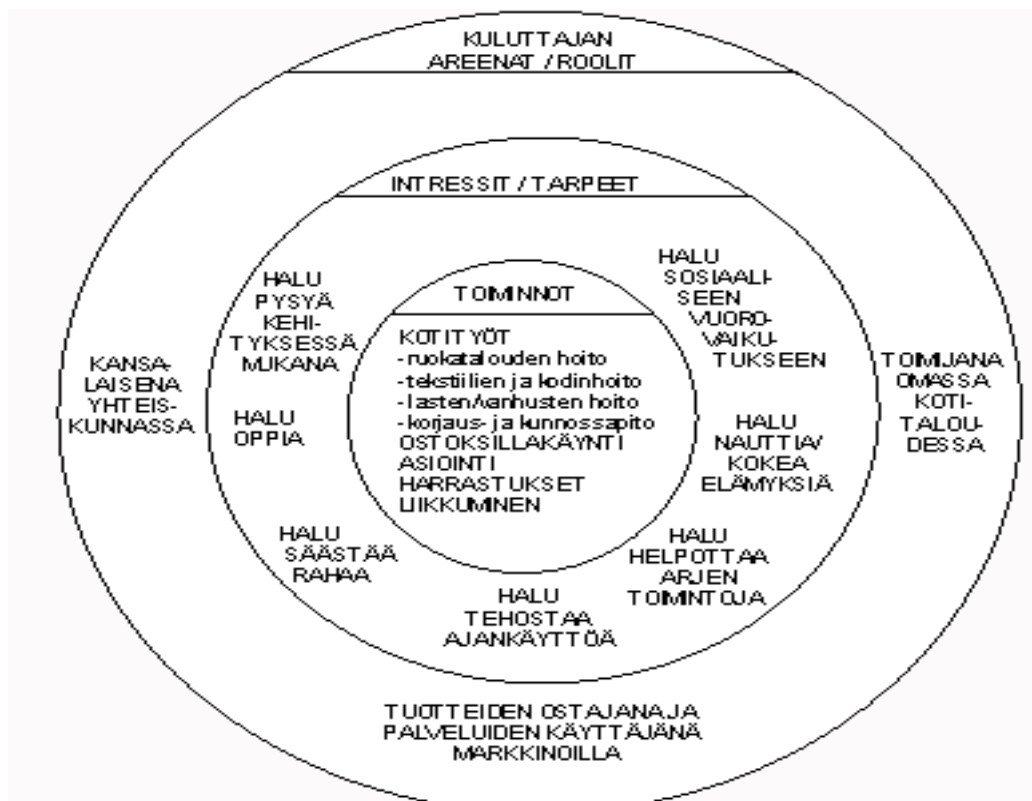 KULUTTAJAN
AREENAT / ROOLIT
INTRESSIT / TARPEET
HALU
PYSYÄ
KEHI-
TYKSESSÄ
MUKANA
HALU
SOSIAALI-
SEEN
VUORO-
VAIKU-
TUKSEEN
TOIMINNOT
KOTITYÖT
-ruokatalouden hoito
-tekstiilien ja kodinhoito
-lasten/vanhusten hoito
-korjaus- ja kunnossapito
OSTOKSILLAKÄYNTI
ASIOINTI
HARRASTUKSET
LIIKKUMINEN
KANSA-
LAISENA
YHTEIS-
KUNNASSA
HALU
OPPIA
HALU
NAUTTIA/
KOKEA
ELÄMYKSIÄ
TOIMIJANA
OMASSA
KOTI-
TALOU-
DESSA
HALU
SÄÄSTÄÄ
RAHAA
HALU
TEHOSTAA
AJANKÄYTTÖÄ
HALU
HELPOTTAA
ARJEN
TOIMINTOJA
TUOTTEIDEN OSTAJANA JA
PALVELUIDEN KÄYTTÄJÄNÄ
MARKKINOILLA